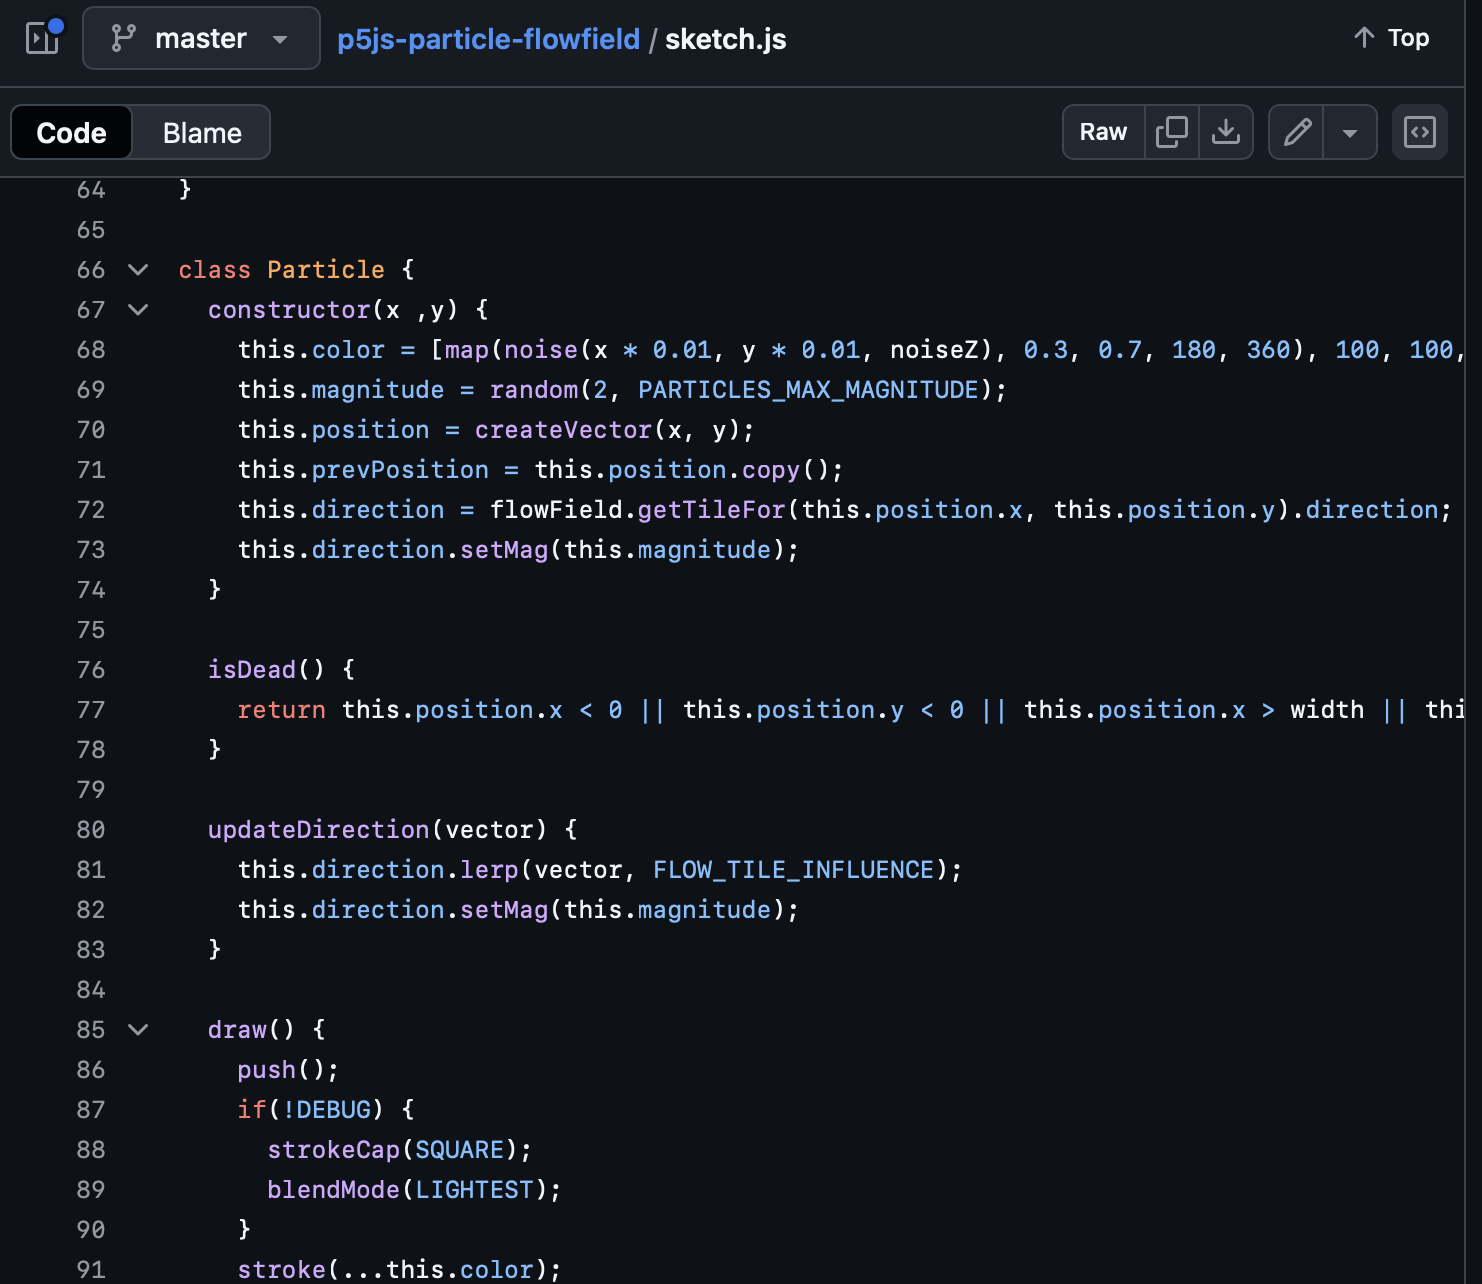 master p5js-particle-flowfield / sketch.js Top
Code Blame Raw
64 }
65
66 class Particle {
67 constructor(x ,y) {
68 this.color = [map(noise(x * 0.01, y * 0.01, noiseZ), 0.3, 0.7, 180, 360), 100, 100,
69 this.magnitude = random(2, PARTICLES_MAX_MAGNITUDE);
70 this.position = createVector(x, y);
71 this.prevPosition = this.position.copy();
72 this.direction = flowField.getTileFor(this.position.x, this.position.y).direction;
73 this.direction.setMag(this.magnitude);
74 }
75
76 isDead() {
77 return this.position.x < 0 || this.position.y < 0 || this.position.x > width || thi
78 }
79
80 updateDirection(vector) {
81 this.direction.lerp(vector, FLOW_TILE_INFLUENCE);
82 this.direction.setMag(this.magnitude);
83 }
84
85 draw() {
86 push();
87 if(!DEBUG) {
88 strokeCap(SQUARE);
89 blendMode(LIGHTEST);
90 }
91 stroke(...this.color);